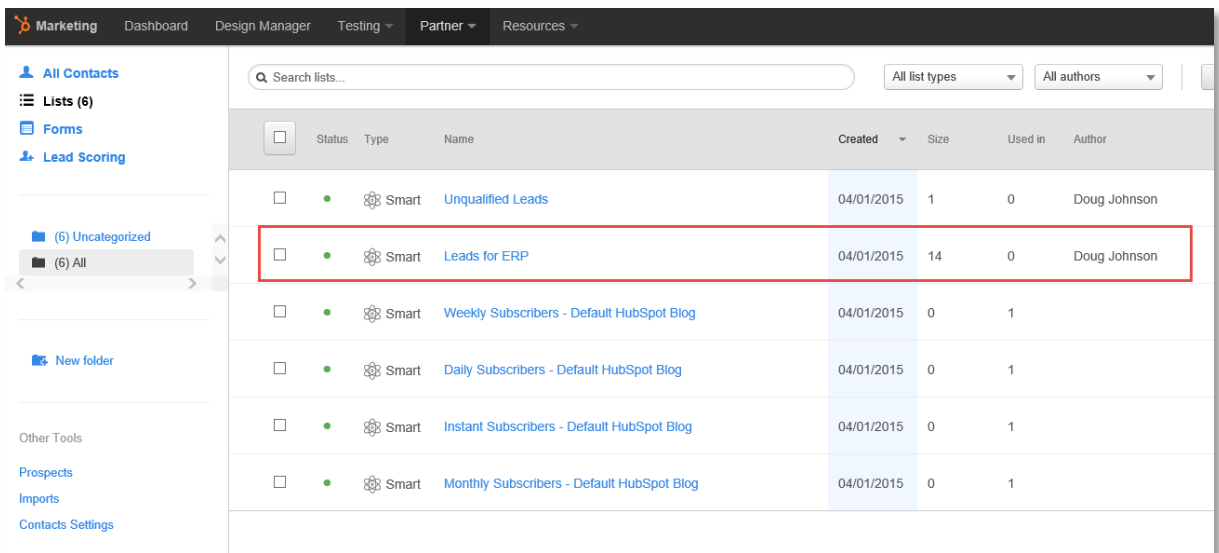 Marketing Dashboard Design Manager Testing Partner Resources
All Contacts
Lists (6)
Forms
Lead Scoring
(6) Uncategorized
(6) All
New folder
Other Tools
Prospects
Imports
Contacts Settings
Search lists... All list types All authors
Status Type Name Created Size Used in Author
Smart Unqualified Leads 04/01/2015 1 0 Doug Johnson
Smart Leads for ERP 04/01/2015 14 0 Doug Johnson
Smart Weekly Subscribers - Default HubSpot Blog 04/01/2015 0 1
Smart Daily Subscribers - Default HubSpot Blog 04/01/2015 0 1
Smart Instant Subscribers - Default HubSpot Blog 04/01/2015 0 1
Smart Monthly Subscribers - Default HubSpot Blog 04/01/2015 0 1